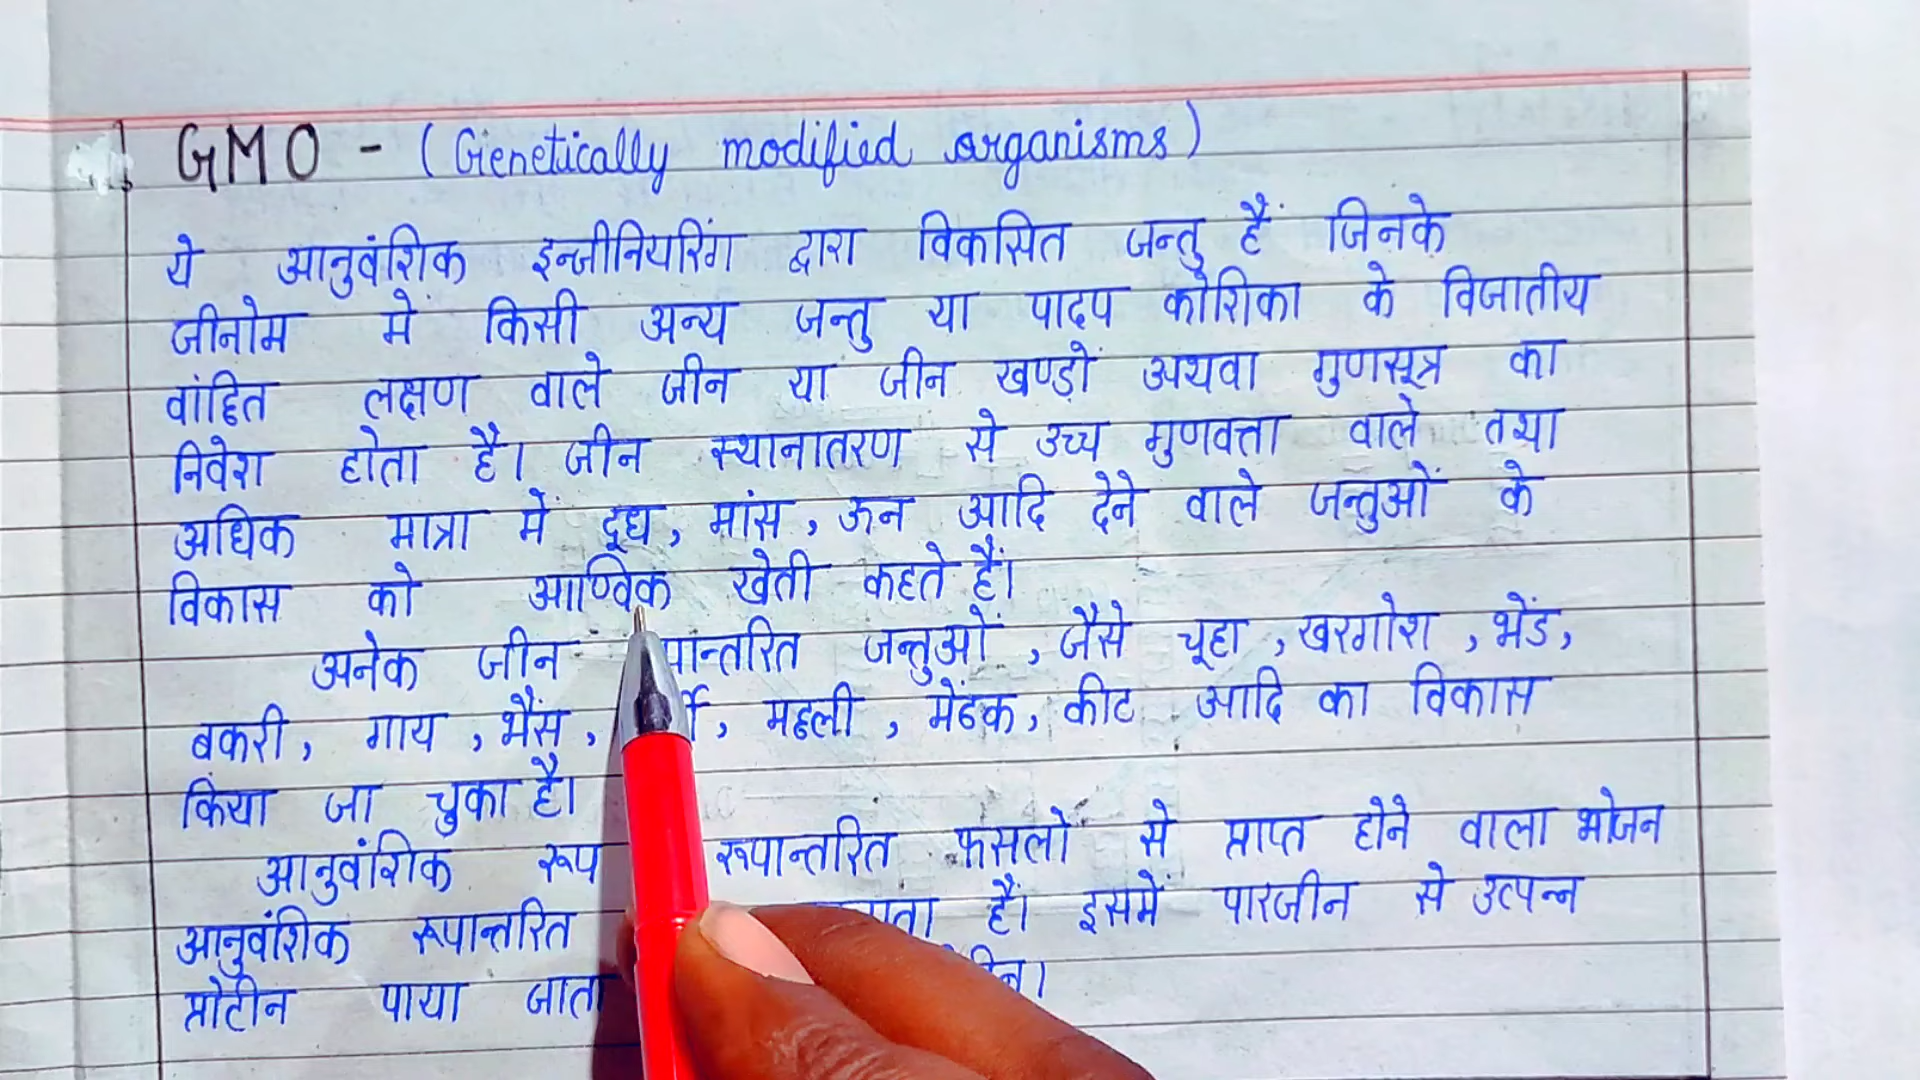 GMO - (Genetically modified organisms)
ये आनुवंशिक इन्जीनियरिंग द्वारा विकसित जन्तु हैं जिनके
जीनोम में किसी अन्य जन्तु या पादप कोशिका के विजातीय
वांछित लक्षण वाले जीन या जीन खण्ड़ों अथवा गुणसूत्र का
निवेश होता है। जीन स्थानातरण से उच्च गुणवत्ता वाले तथा
अधिक मात्रा में दूध, मांस, ऊन आदि देने वाले जन्तुओं के
विकास को आण्विक खेती कहते हैं।
अनेक जीन जन्तुओं, जैसे चूहा, खरगोश, भेंड,
बकरी, गाय, भैंस, मछली, मेंढक, कीट आदि का विकास
किया जा चुका है।
आनुवंशिक रूप रूपान्तरित फसलों से प्राप्त होने वाला भोजन
आनुवंशिक रूपान्तरित हैं। इसमें पारजीन से उत्पन्न
प्रोटीन पाया जाता